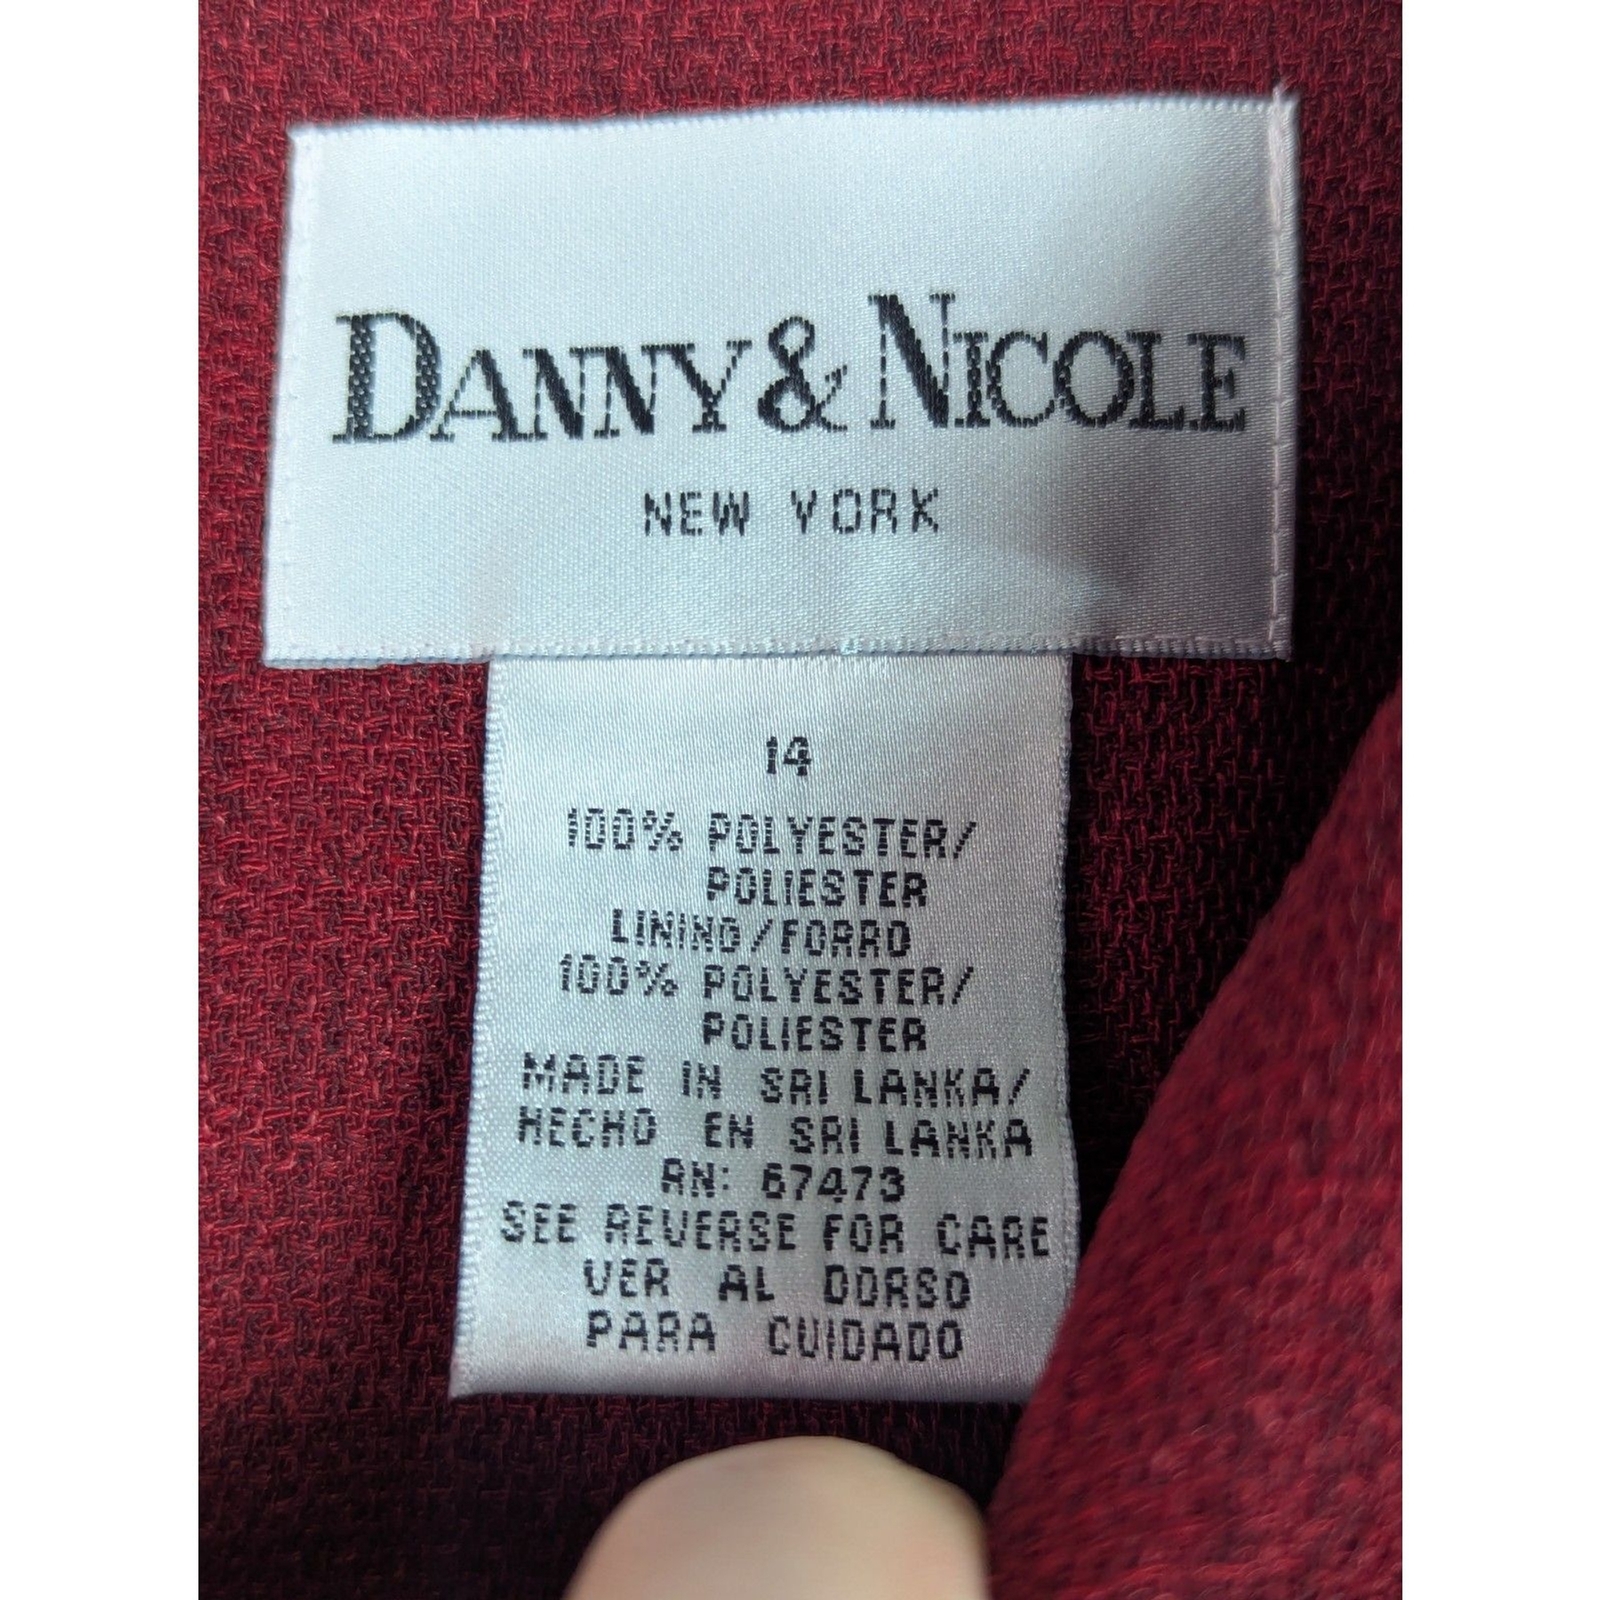 DANNY & NICOLE
NEW YORK
14
100% POLYESTER/
POLIESTER
LINING/FORRO
100% POLYESTER/
POLIESTER
MADE IN SRI LANKA/
HECHO EN SRI LANKA
RN: 67473
SEE REVERSE FOR CARE
VER AL DORSO
PARA CUIDADO